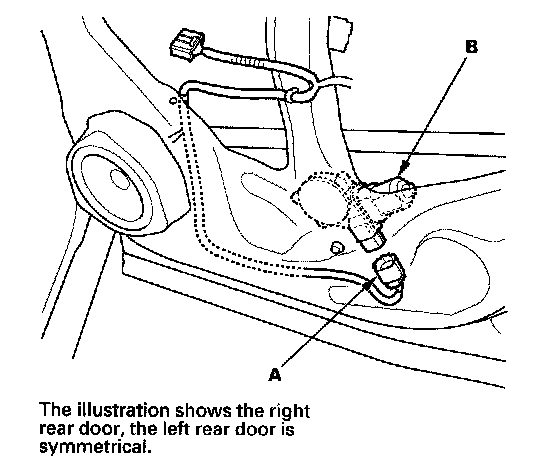 B
A
The illustration shows the right
rear door, the left rear door is
symmetrical.